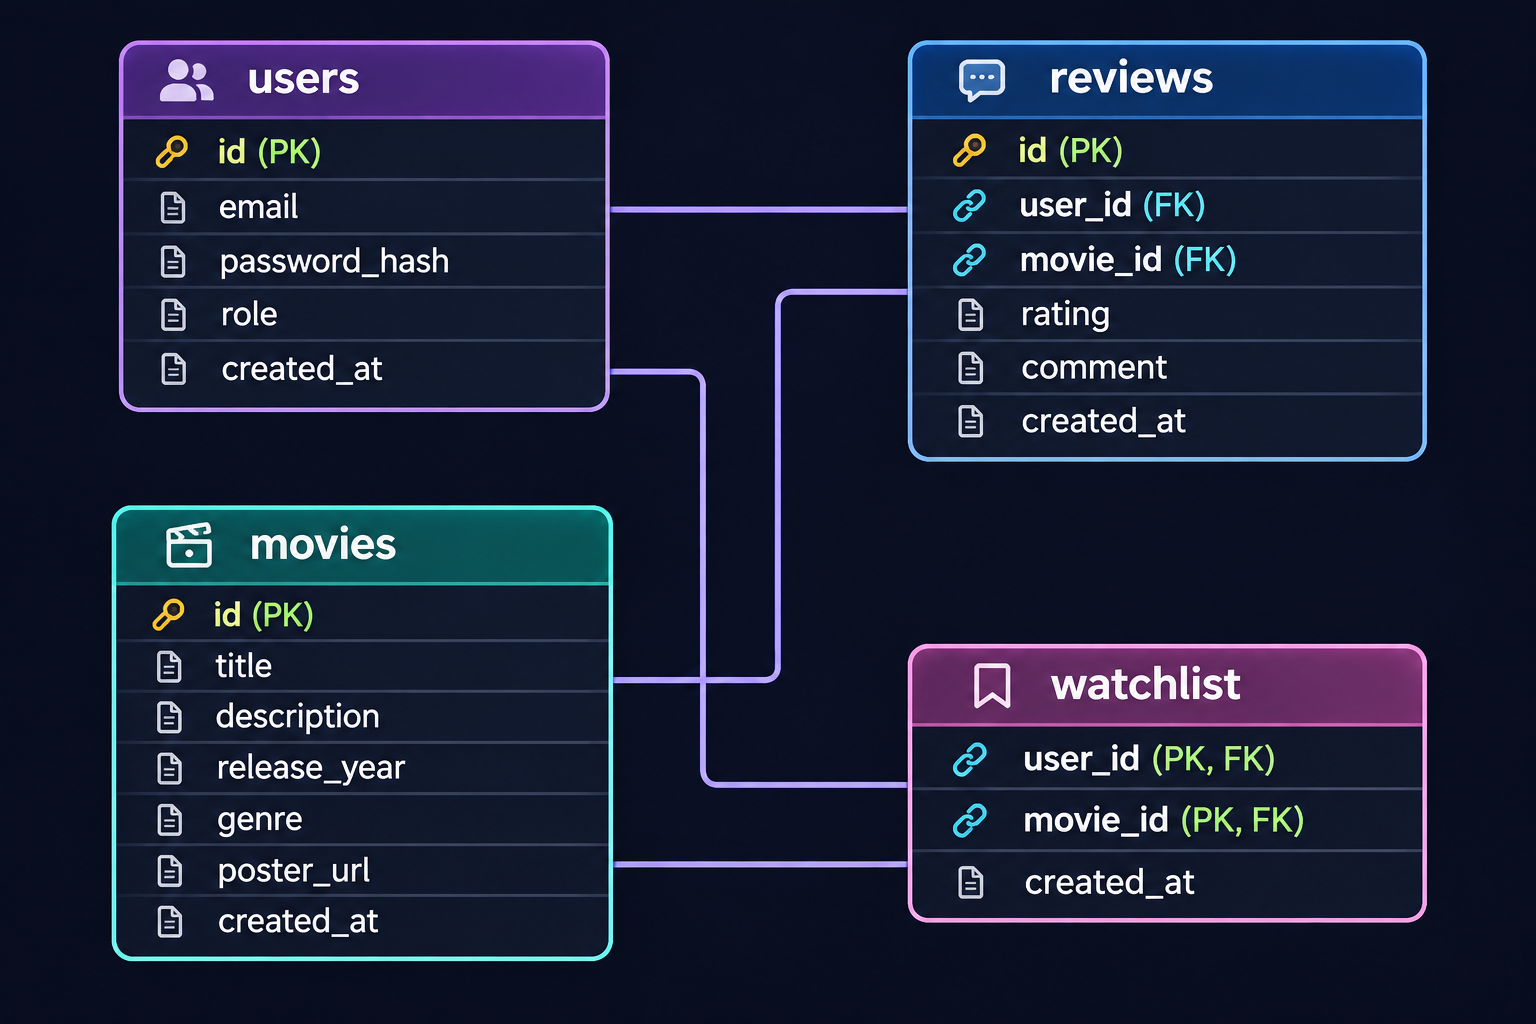 users
id (PK)
email
password_hash
role
created_at
reviews
id (PK)
user_id (FK)
movie_id (FK)
rating
comment
created_at
movies
id (PK)
title
description
release_year
genre
poster_url
created_at
watchlist
user_id (PK, FK)
movie_id (PK, FK)
created_at